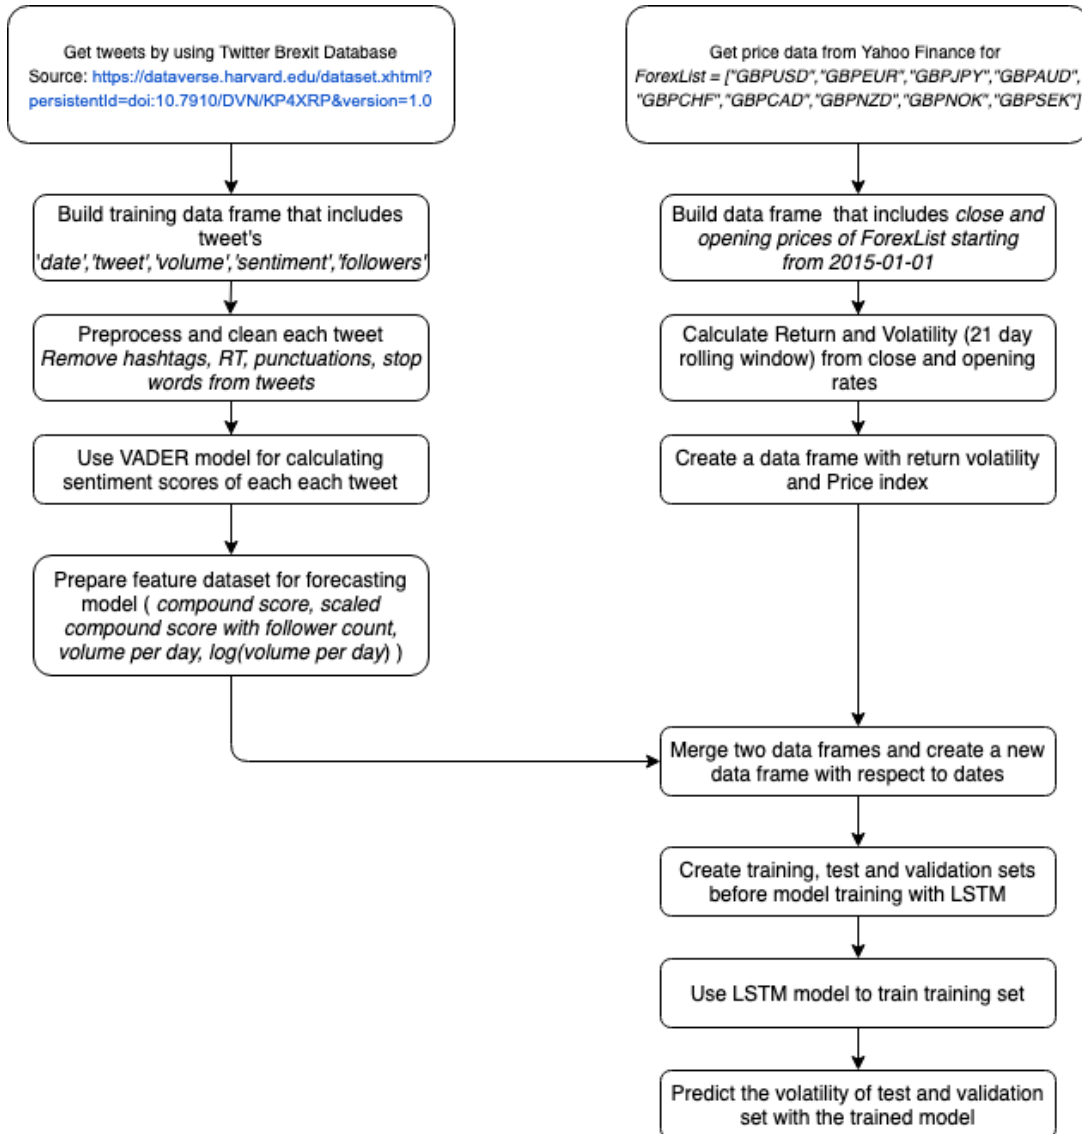 Get tweets by using Twitter Brexit Database
Source: https://dataverse.harvard.edu/dataset.xhtml?
persistentId=doi:10.7910/DVN/KP4XRP&version=1.0
Build training data frame that includes
tweet's
'date','tweet','volume','sentiment','followers'
Preprocess and clean each tweet
Remove hashtags, RT, punctuations, stop
words from tweets
Use VADER model for calculating
sentiment scores of each each tweet
Prepare feature dataset for forecasting
model ( compound score, scaled
compound score with follower count,
volume per day, log(volume per day) )
Get price data from Yahoo Finance for
ForexList = ["GBPUSD","GBPEUR","GBPJPY","GBPAUD",
"GBPCHF","GBPCAD","GBPNZD","GBPNOK","GBPSEK"]
Build data frame that includes close and
opening prices of ForexList starting
from 2015-01-01
Calculate Return and Volatility (21 day
rolling window) from close and opening
rates
Create a data frame with return volatility
and Price index
Merge two data frames and create a new
data frame with respect to dates
Create training, test and validation sets
before model training with LSTM
Use LSTM model to train training set
Predict the volatility of test and validation
set with the trained model